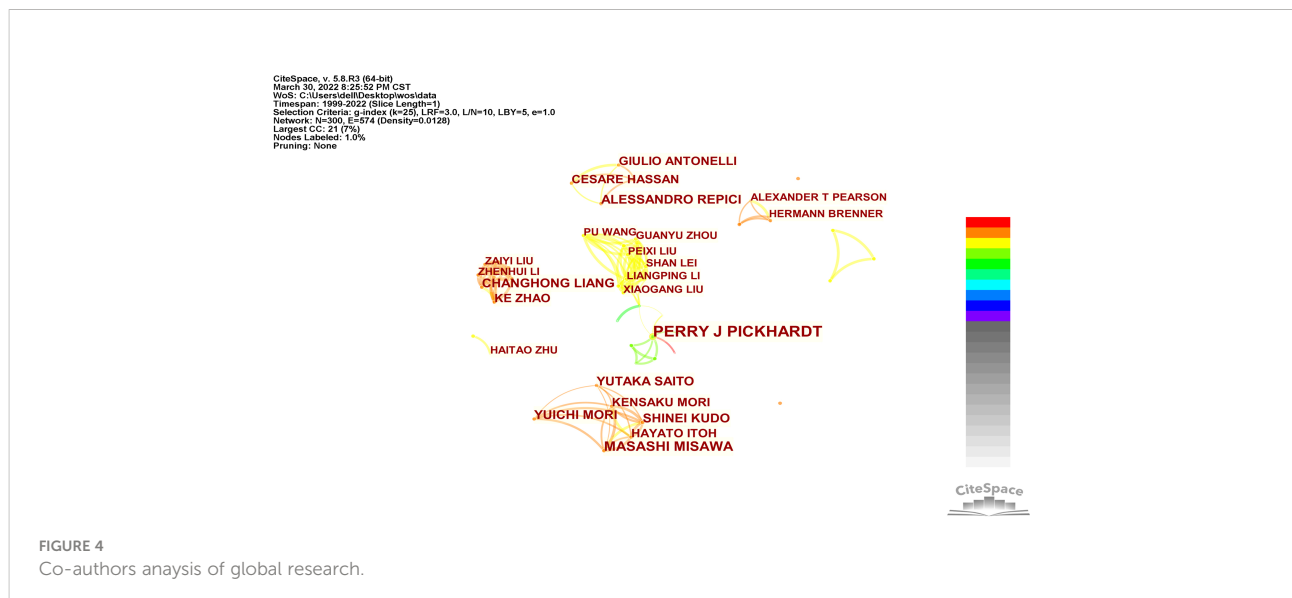 CiteSpace, v. 5.8.R3 (64-bit)
March 30, 2022 8:25:52 PM CST
WoS: C:\Users\dell\Desktop\wos\data
Timespan: 1999-2022 (Slice Length=1)
Selection Criteria: g-index (k=25), LRF=3.0, L/N=10, LBY=5, e=1.0
Network: N=300, E=574 (Density=0.0128)
Largest CC: 21 (7%)
Nodes Labeled: 1.0%
Pruning: None
GIULIO ANTONELLI
CESARE HASSAN
ALESSANDRO REPICI
ALEXANDER T PEARSON
HERMANN BRENNER
PU WANG
GUANYU ZHOU
PEIXI LIU
SHAN LEI
LIANGPING LI
XIAOGANG LIU
ZAIYI LIU
ZHENHUI LI
CHANGHONG LIANG
KE ZHAO
PERRY J PICKHARDT
HAITAO ZHU
YUTAKA SAITO
KENSAKU MORI
YUICHI MORI
SHINEI KUDO
HAYATO ITOH
MASASHI MISAWA
CiteSpace
FIGURE 4
Co-authors anaysis of global research.